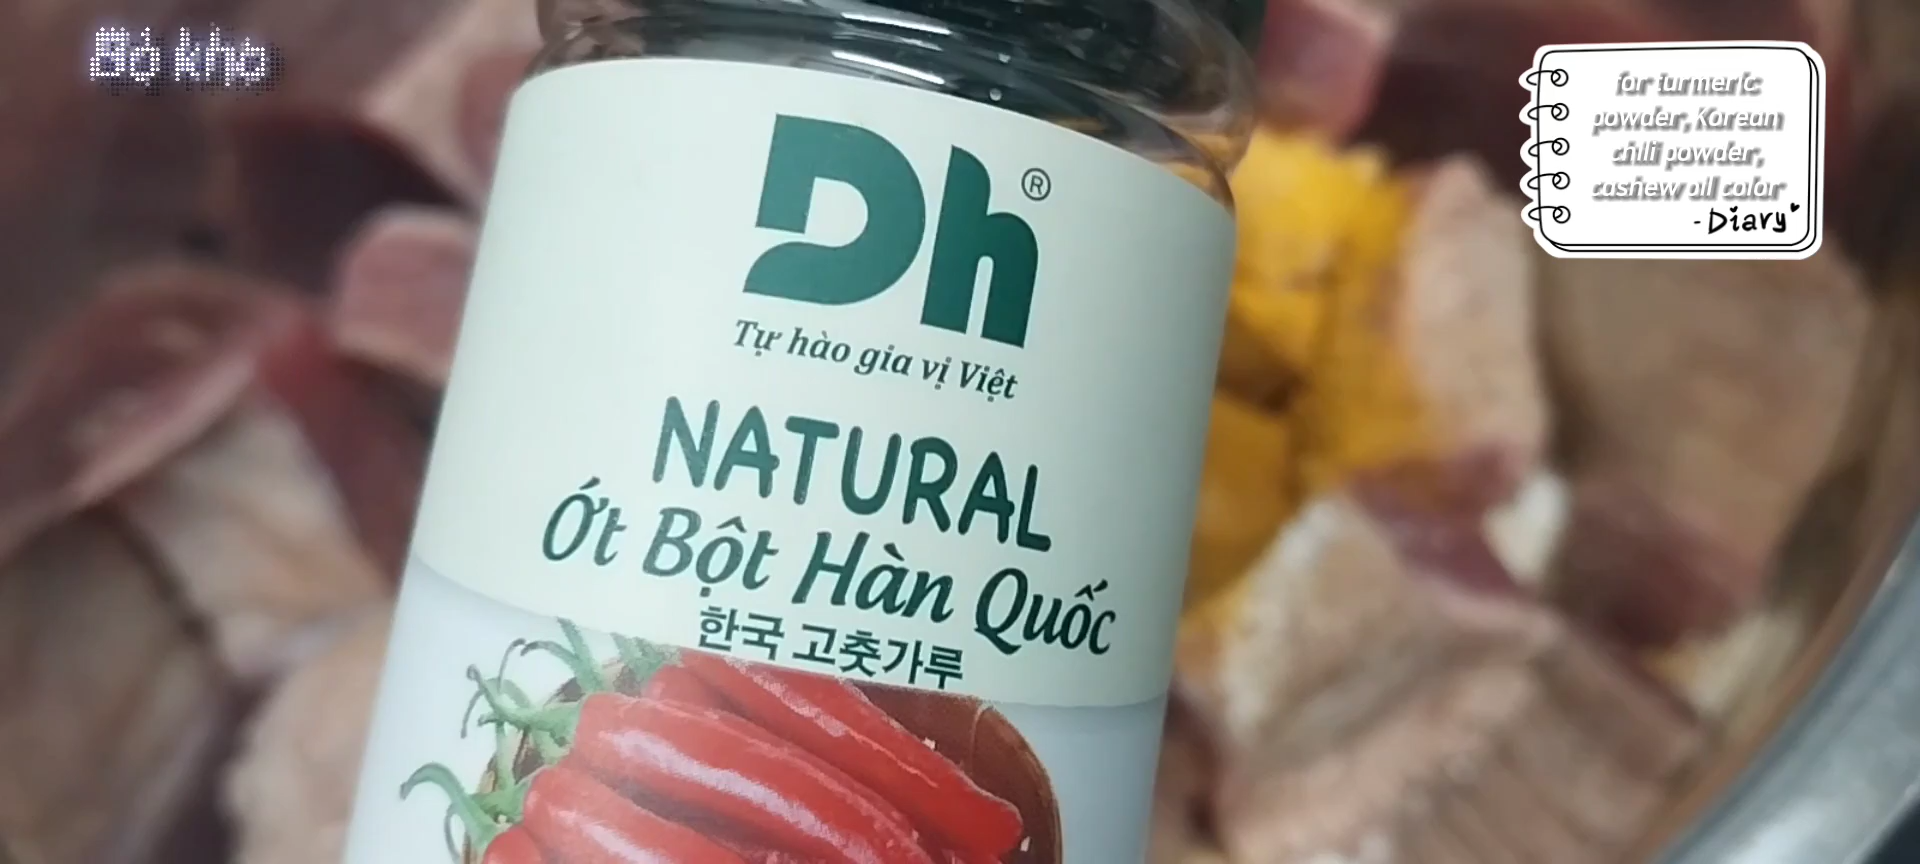 Bò kho
for turmeric
powder, Korean
chili powder,
cashew oil color
- Diary
Dh®
Tự hào gia vị Việt
NATURAL
Ớt Bột Hàn Quốc
한국 고춧가루